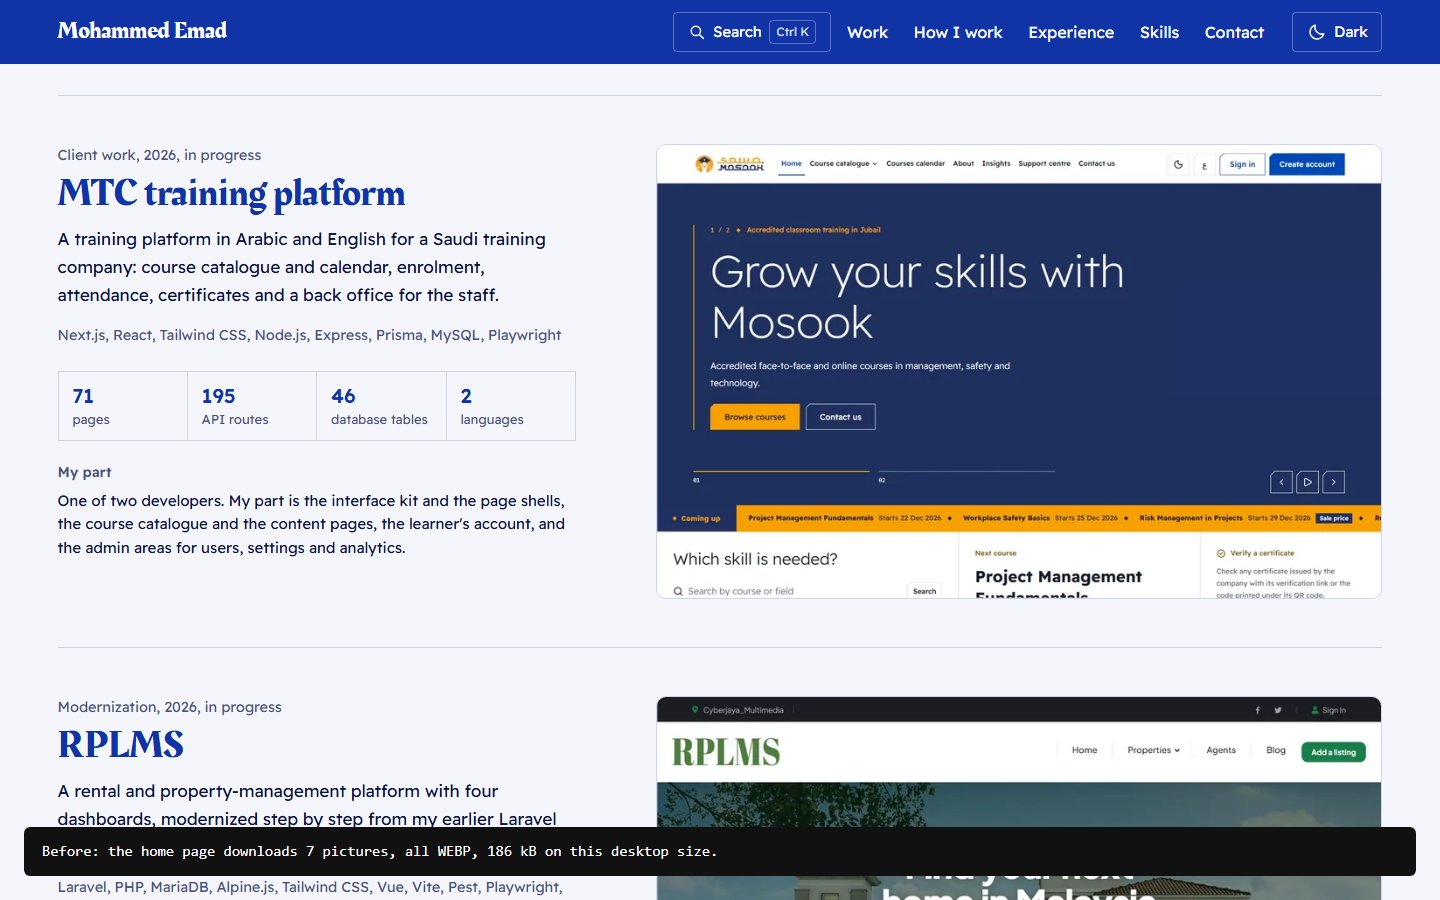 Mohammed Emad
Search Ctrl K
Work
How I work
Experience
Skills
Contact
Dark
Client work, 2026, in progress
MTC training platform
A training platform in Arabic and English for a Saudi training
company: course catalogue and calendar, enrolment,
attendance, certificates and a back office for the staff.
Next.js, React, Tailwind CSS, Node.js, Express, Prisma, MySQL, Playwright
71
pages
195
API routes
46
database tables
2
languages
My part
One of two developers. My part is the interface kit and the page shells,
the course catalogue and the content pages, the learner's account, and
the admin areas for users, settings and analytics.
MOSOOK
Home
Course catalogue
Courses calendar
About
Insights
Support centre
Contact us
ع
Sign in
Create account
1 / 2 Accredited classroom training in Jubail
Grow your skills with
Mosook
Accredited face-to-face and online courses in management, safety and
technology.
Browse courses
Contact us
01
02
Coming up
Project Management Fundamentals Starts 22 Dec 2026
Workplace Safety Basics Starts 25 Dec 2026
Risk Management in Projects Starts 29 Dec 2026 Sale price
Which skill is needed?
Search by course or field
Search
Next course
Project Management
Fundamentals
Verify a certificate
Check any certificate issued by the
company with its verification link or the
code printed under its QR code.
Modernization, 2026, in progress
RPLMS
A rental and property-management platform with four
dashboards, modernized step by step from my earlier Laravel
Laravel, PHP, MariaDB, Alpine.js, Tailwind CSS, Vue, Vite, Pest, Playwright,
Cyberjaya_Multimedia
Sign In
RPLMS
Home
Properties
Agents
Blog
Add a listing
Find your next
home in Malaysia
Before: the home page downloads 7 pictures, all WEBP, 186 kB on this desktop size.